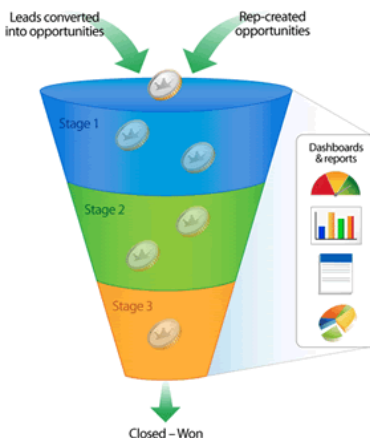 Leads converted
into opportunities
Rep-created
opportunities
Stage 1
Dashboards
& reports
Stage 2
Stage 3
Closed – Won